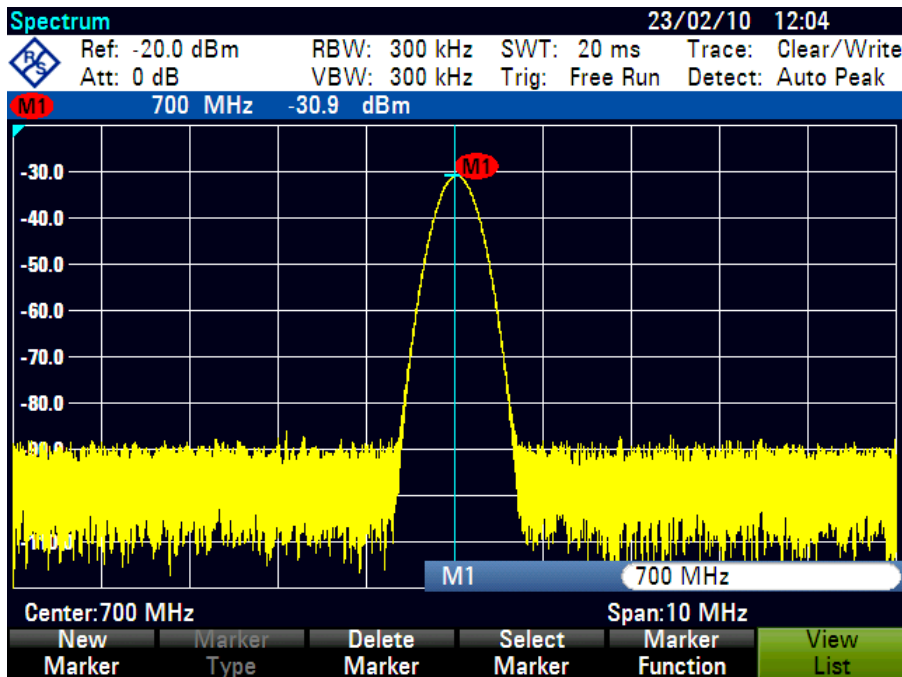 Spectrum 23/02/10 12:04
Ref: -20.0 dBm RBW: 300 kHz SWT: 20 ms Trace: Clear/Write
Att: 0 dB VBW: 300 kHz Trig: Free Run Detect: Auto Peak
R&S
M1 700 MHz -30.9 dBm
M1
-30.0
-40.0
-50.0
-60.0
-70.0
-80.0
M1 700 MHz
Center:700 MHz Span:10 MHz
New Marker
Marker Type
Delete Marker
Select Marker
Marker Function
View List